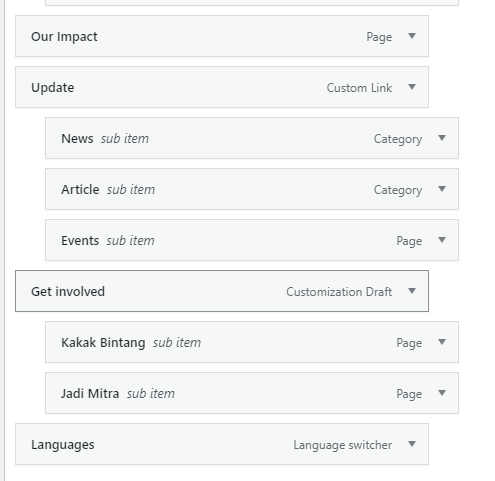 Our Impact Page
Update Custom Link
News sub item Category
Article sub item Category
Events sub item Page
Get involved Customization Draft
Kakak Bintang sub item Page
Jadi Mitra sub item Page
Languages Language switcher